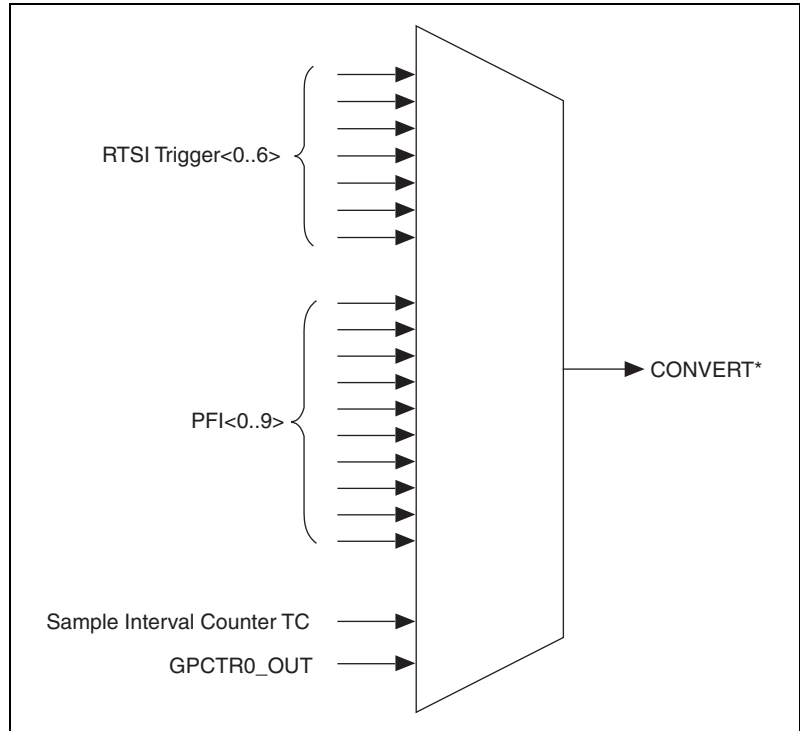 RTSI Trigger<0..6>
PFI<0..9>
CONVERT*
Sample Interval Counter TC
GPCTR0_OUT